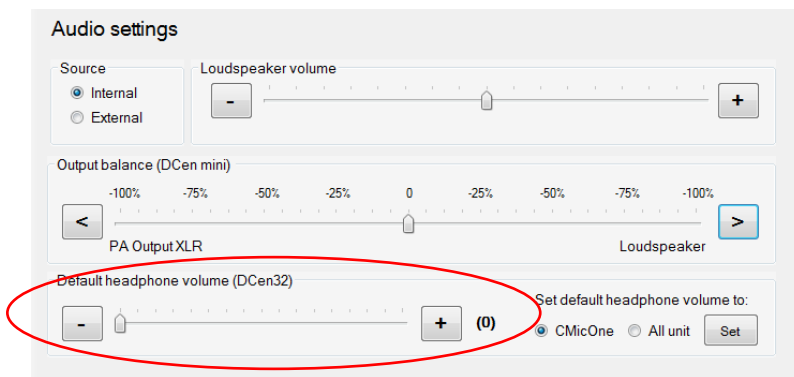 Audio settings
Source
Internal
External
Loudspeaker volume
- +
Output balance (DCen mini)
-100% -75% -50% -25% 0 -25% -50% -75% -100%
< >
PA Output XLR Loudspeaker
Default headphone volume (DCen32)
- + (0)
Set default headphone volume to:
CMicOne All unit Set